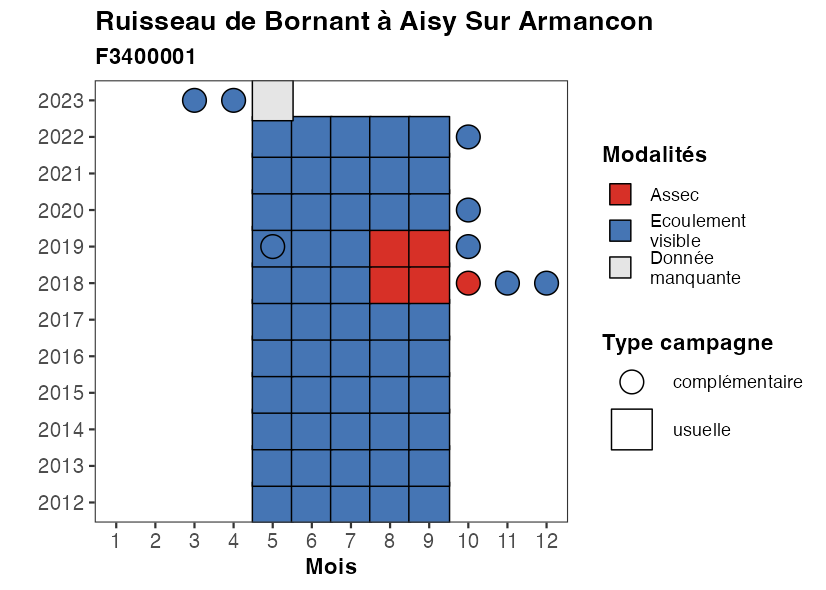 Ruisseau de Bornant à Aisy Sur Armancon
F3400001
2023
2022
2021
2020
2019
2018
2017
2016
2015
2014
2013
2012
1 2 3 4 5 6 7 8 9 10 11 12
Mois
Modalités
Assec
Ecoulement
visible
Donnée
manquante
Type campagne
complémentaire
usuelle